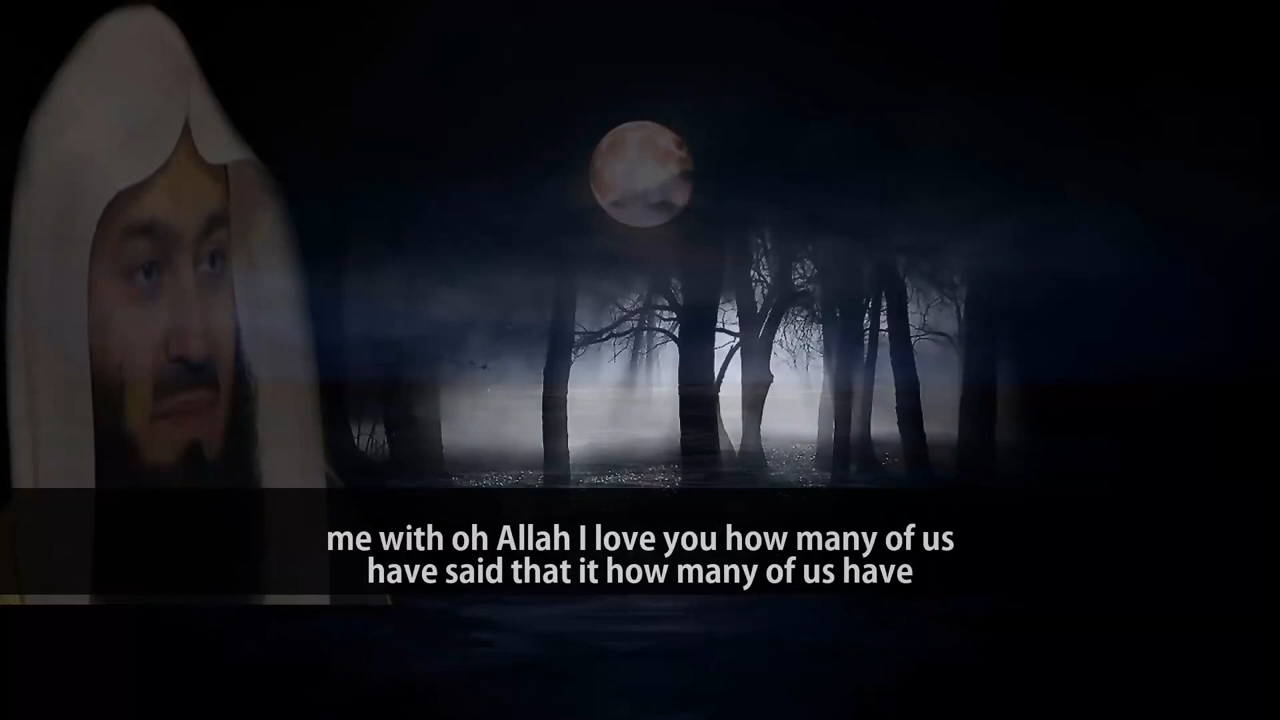 me with oh Allah I love you how many of us
have said that it how many of us have